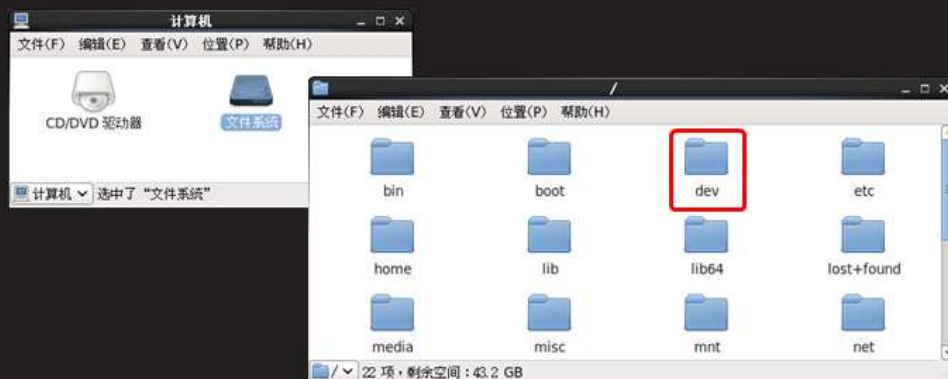 计算机
文件(F) 编辑(E) 查看(V) 位置(P) 帮助(H)
CD/DVD 驱动器
文件系统
计算机 选中了“文件系统”
/
文件(F) 编辑(E) 查看(V) 位置(P) 帮助(H)
bin boot dev etc
home lib lib64 lost+found
media misc mnt net
/ 22 项，剩余空间：43.2 GB